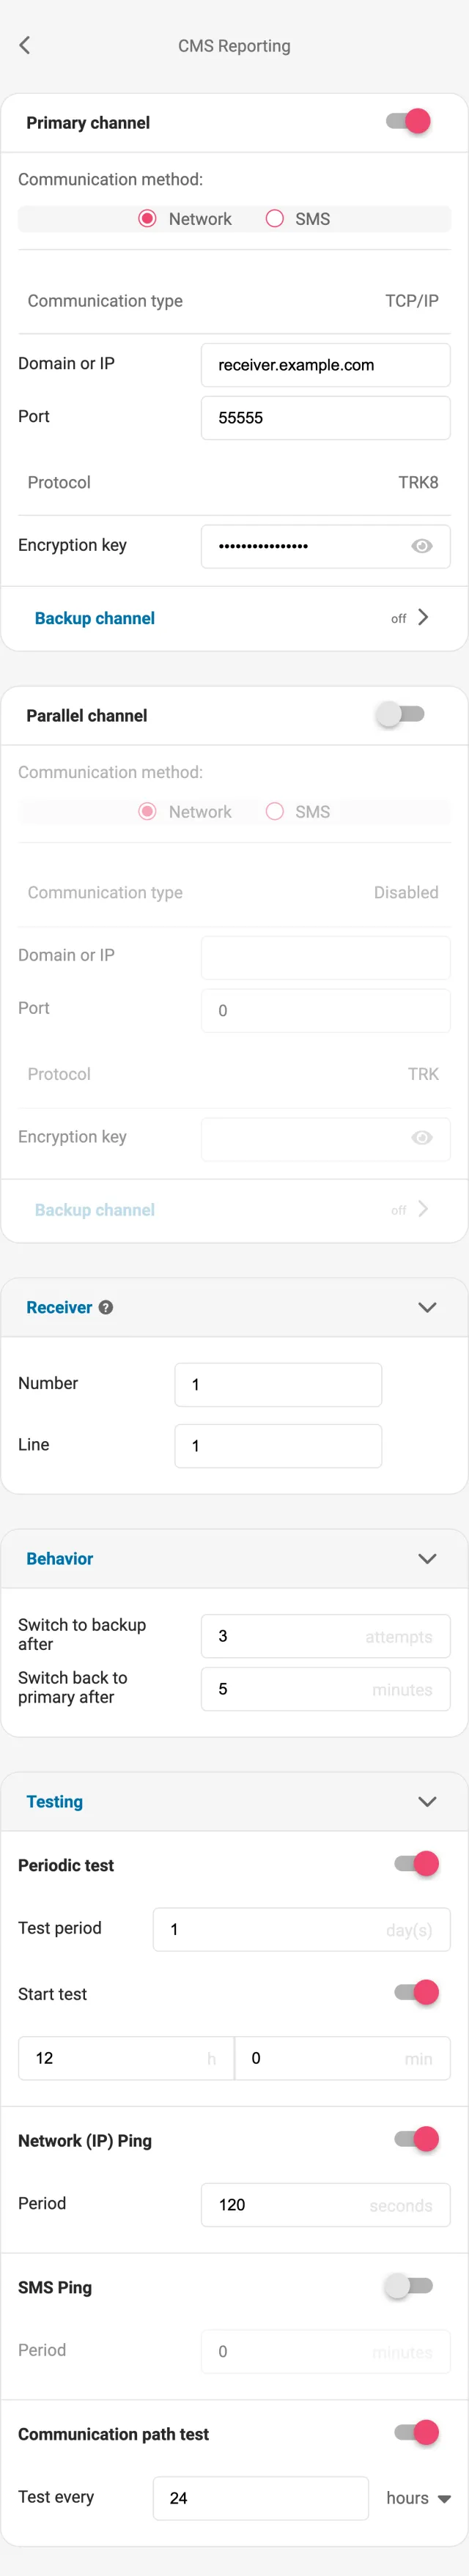 CMS Reporting
Primary channel
Communication method:
Network SMS
Communication type TCP/IP
Domain or IP receiver.example.com
Port 55555
Protocol TRK8
Encryption key ••••••••••••••••
Backup channel off
Parallel channel
Communication method:
Network SMS
Communication type Disabled
Domain or IP
Port 0
Protocol TRK
Encryption key
Backup channel off
Receiver ?
Number 1
Line 1
Behavior
Switch to backup after 3 attempts
Switch back to primary after 5 minutes
Testing
Periodic test
Test period 1 day(s)
Start test
12 h 0 min
Network (IP) Ping
Period 120 seconds
SMS Ping
Period 0 minutes
Communication path test
Test every 24 hours